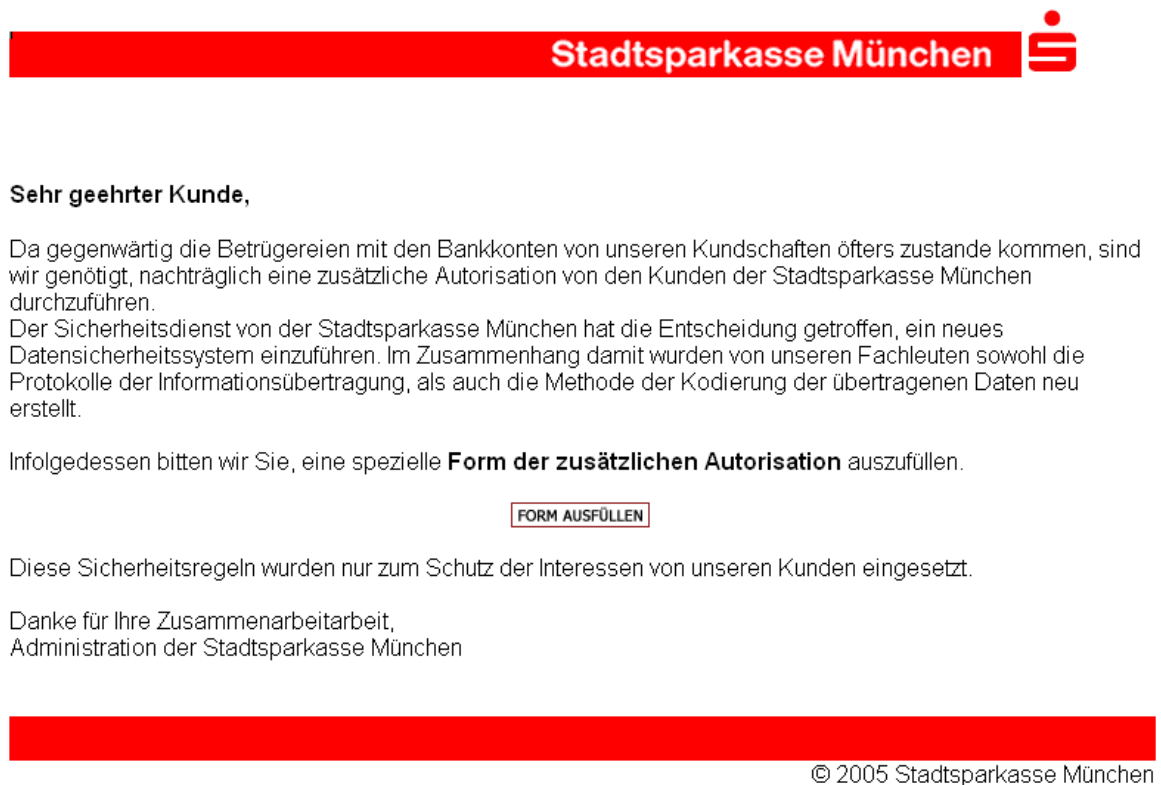 Stadtsparkasse München
Sehr geehrter Kunde,
Da gegenwärtig die Betrügereien mit den Bankkonten von unseren Kundschaften öfters zustande kommen, sind
wir genötigt, nachträglich eine zusätzliche Autorisation von den Kunden der Stadtsparkasse München
durchzuführen.
Der Sicherheitsdienst von der Stadtsparkasse München hat die Entscheidung getroffen, ein neues
Datensicherheitssystem einzuführen. Im Zusammenhang damit wurden von unseren Fachleuten sowohl die
Protokolle der Informationsübertragung, als auch die Methode der Kodierung der übertragenen Daten neu
erstellt.
Infolgedessen bitten wir Sie, eine spezielle Form der zusätzlichen Autorisation auszufüllen.
FORM AUSFÜLLEN
Diese Sicherheitsregeln wurden nur zum Schutz der Interessen von unseren Kunden eingesetzt.
Danke für Ihre Zusammenarbeitarbeit,
Administration der Stadtsparkasse München
© 2005 Stadtsparkasse München